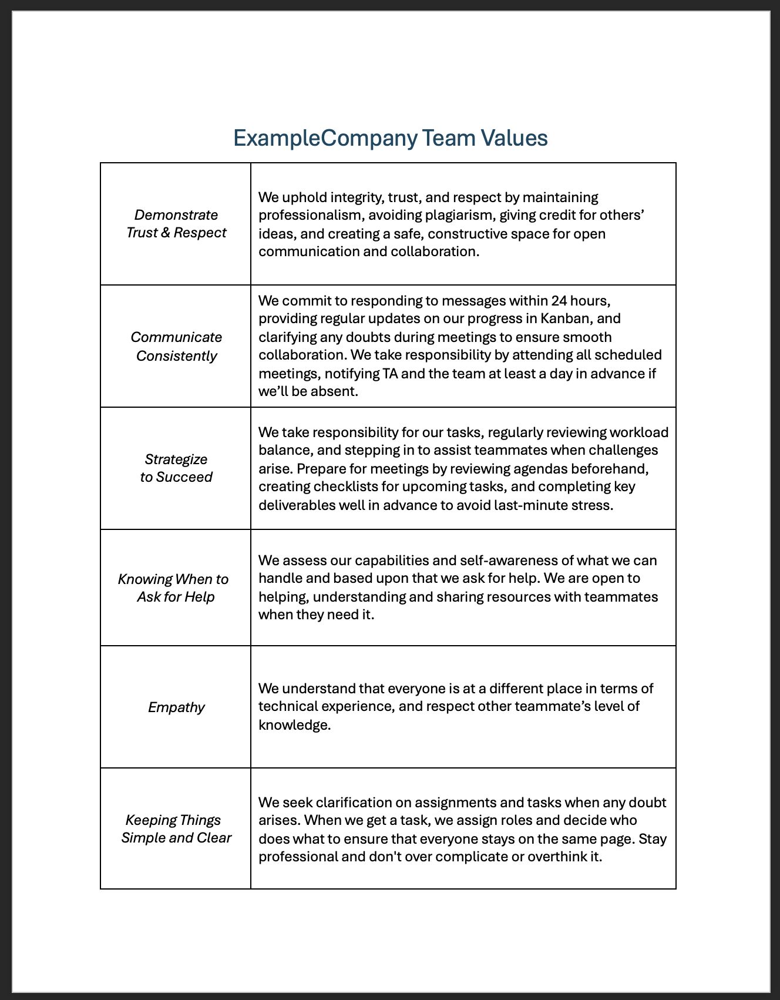 ExampleCompany Team Values
Demonstrate
Trust & Respect
We uphold integrity, trust, and respect by maintaining
professionalism, avoiding plagiarism, giving credit for others’
ideas, and creating a safe, constructive space for open
communication and collaboration.
Communicate
Consistently
We commit to responding to messages within 24 hours,
providing regular updates on our progress in Kanban, and
clarifying any doubts during meetings to ensure smooth
collaboration. We take responsibility by attending all scheduled
meetings, notifying TA and the team at least a day in advance if
we’ll be absent.
Strategize
to Succeed
We take responsibility for our tasks, regularly reviewing workload
balance, and stepping in to assist teammates when challenges
arise. Prepare for meetings by reviewing agendas beforehand,
creating checklists for upcoming tasks, and completing key
deliverables well in advance to avoid last-minute stress.
Knowing When to
Ask for Help
We assess our capabilities and self-awareness of what we can
handle and based upon that we ask for help. We are open to
helping, understanding and sharing resources with teammates
when they need it.
Empathy
We understand that everyone is at a different place in terms of
technical experience, and respect other teammate’s level of
knowledge.
Keeping Things
Simple and Clear
We seek clarification on assignments and tasks when any doubt
arises. When we get a task, we assign roles and decide who
does what to ensure that everyone stays on the same page. Stay
professional and don't over complicate or overthink it.